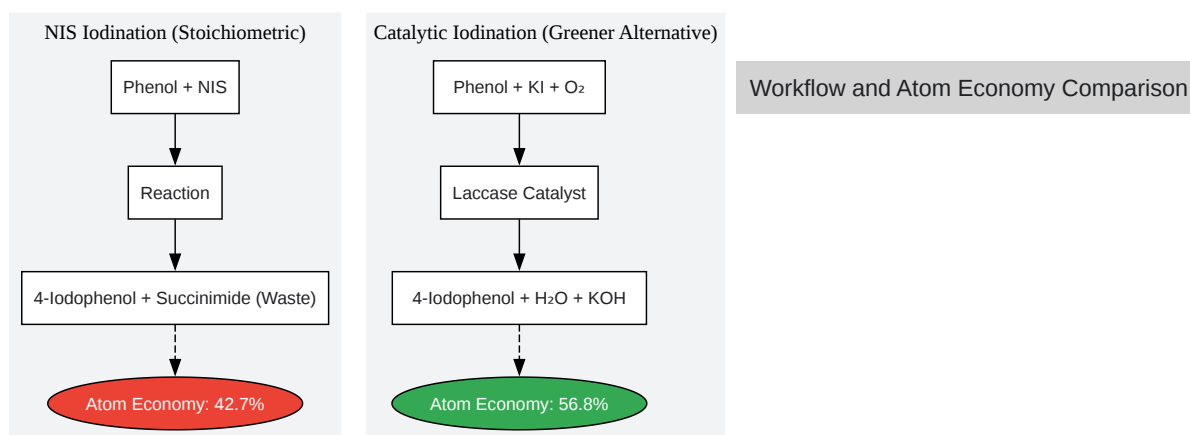 NIS Iodination (Stoichiometric)
Phenol + NIS
Reaction
4-Iodophenol + Succinimide (Waste)
Atom Economy: 42.7%
Catalytic Iodination (Greener Alternative)
Phenol + KI + O₂
Laccase Catalyst
4-Iodophenol + H₂O + KOH
Atom Economy: 56.8%
Workflow and Atom Economy Comparison